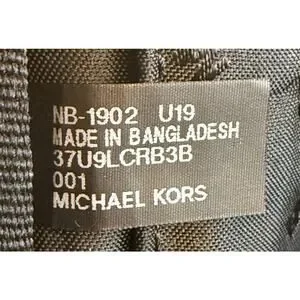 NB-1902 U19
MADE IN BANGLADESH
37U9LCRB3B
001
MICHAEL KORS